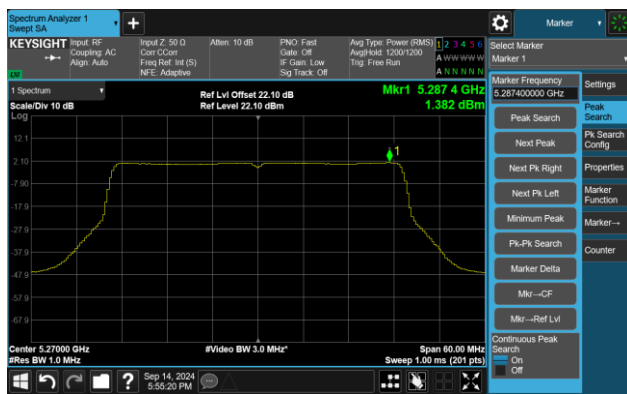 Spectrum Analyzer 1
Swept SA
Marker
KEYSIGHT
Input: RF
Coupling: AC
Align: Auto
Input Z: 50 Ω
Corr CCorr
Freq Ref: Int (S)
NFE: Adaptive
Atten: 10 dB
PNO: Fast
Gate: Off
IF Gain: Low
Sig Track: Off
Avg Type: Power (RMS)
Avg|Hold: 1200/1200
Trig: Free Run
1 2 3 4 5 6
A W W W W W
A N N N N N
Select Marker
Marker 1
1 Spectrum
Scale/Div 10 dB
Log
Ref Lvl Offset 22.10 dB
Ref Level 22.10 dBm
Mkr1 5.287 4 GHz
1.382 dBm
1
12.1
2.10
-7.90
-17.9
-27.9
-37.9
-47.9
-57.9
-67.9
Center 5.27000 GHz
#Res BW 1.0 MHz
#Video BW 3.0 MHz*
Span 60.00 MHz
Sweep 1.00 ms (201 pts)
Marker Frequency
5.287400000 GHz
Peak Search
Next Peak
Next Pk Right
Next Pk Left
Minimum Peak
Pk-Pk Search
Marker Delta
Mkr→CF
Mkr→Ref Lvl
Continuous Peak
Search
On
Off
Settings
Peak
Search
Pk Search
Config
Properties
Marker
Function
Marker→
Counter
?
Sep 14, 2024
5:55:20 PM